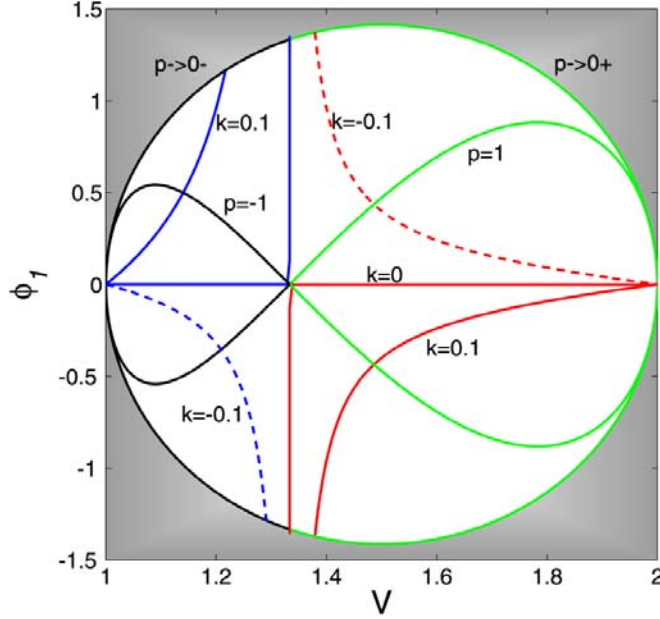 1.5
p->0-
p->0+
k=0.1
k=-0.1
1
p=1
0.5
p=-1
ϕ1
0
k=0
k=0.1
-0.5
k=-0.1
-1
-1.5
1
1.2
1.4
1.6
1.8
2
V